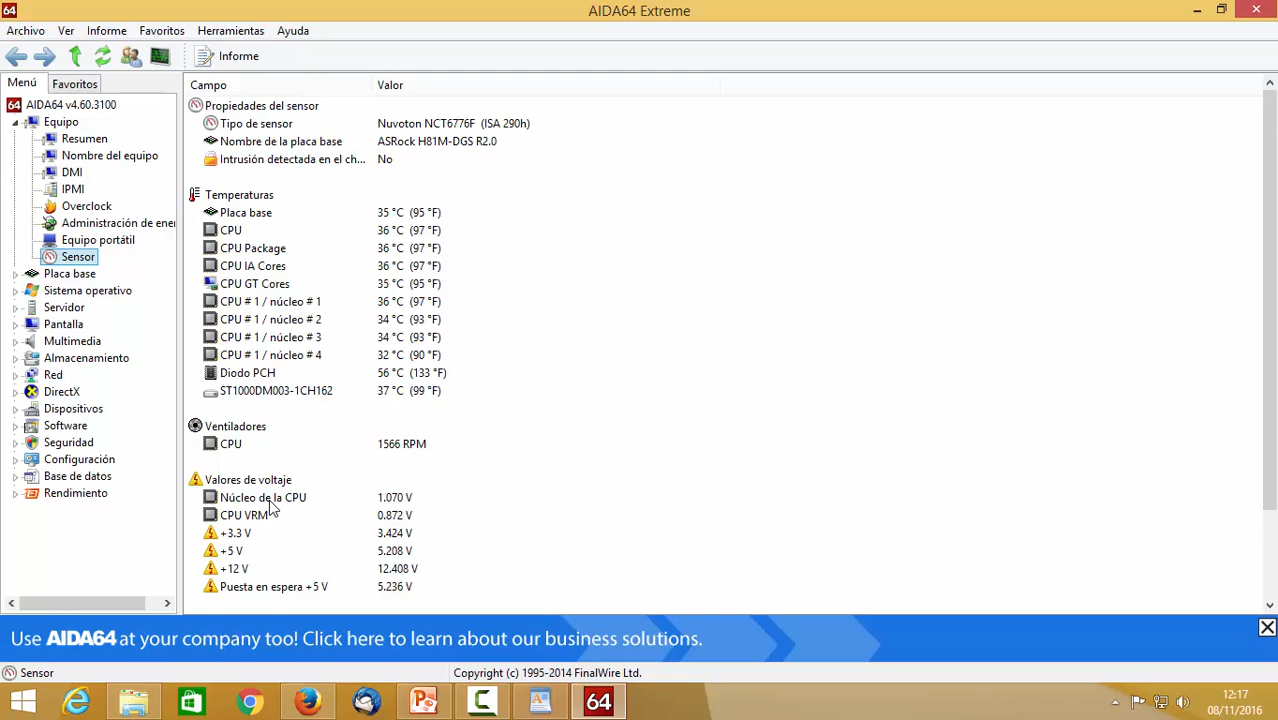 64 AIDA64 Extreme
Archivo Ver Informe Favoritos Herramientas Ayuda
Informe
Menú Favoritos
64 AIDA64 v4.60.3100
Equipo
Resumen
Nombre del equipo
DMI
IPMI
Overclock
Administración de ener
Equipo portátil
Sensor
Placa base
Sistema operativo
Servidor
Pantalla
Multimedia
Almacenamiento
Red
DirectX
Dispositivos
Software
Seguridad
Configuración
Base de datos
Rendimiento
Campo Valor
Propiedades del sensor
Tipo de sensor Nuvoton NCT6776F (ISA 290h)
Nombre de la placa base ASRock H81M-DGS R2.0
Intrusión detectada en el ch... No
Temperaturas
Placa base 35 °C (95 °F)
CPU 36 °C (97 °F)
CPU Package 36 °C (97 °F)
CPU IA Cores 36 °C (97 °F)
CPU GT Cores 35 °C (95 °F)
CPU # 1 / núcleo # 1 36 °C (97 °F)
CPU # 1 / núcleo # 2 34 °C (93 °F)
CPU # 1 / núcleo # 3 34 °C (93 °F)
CPU # 1 / núcleo # 4 32 °C (90 °F)
Diodo PCH 56 °C (133 °F)
ST1000DM003-1CH162 37 °C (99 °F)
Ventiladores
CPU 1566 RPM
Valores de voltaje
Núcleo de la CPU 1.070 V
CPU VRM 0.872 V
+3.3 V 3.424 V
+5 V 5.208 V
+12 V 12.408 V
Puesta en espera +5 V 5.236 V
Use AIDA64 at your company too! Click here to learn about our business solutions.
Sensor Copyright (c) 1995-2014 FinalWire Ltd.
64
12:17
08/11/2016